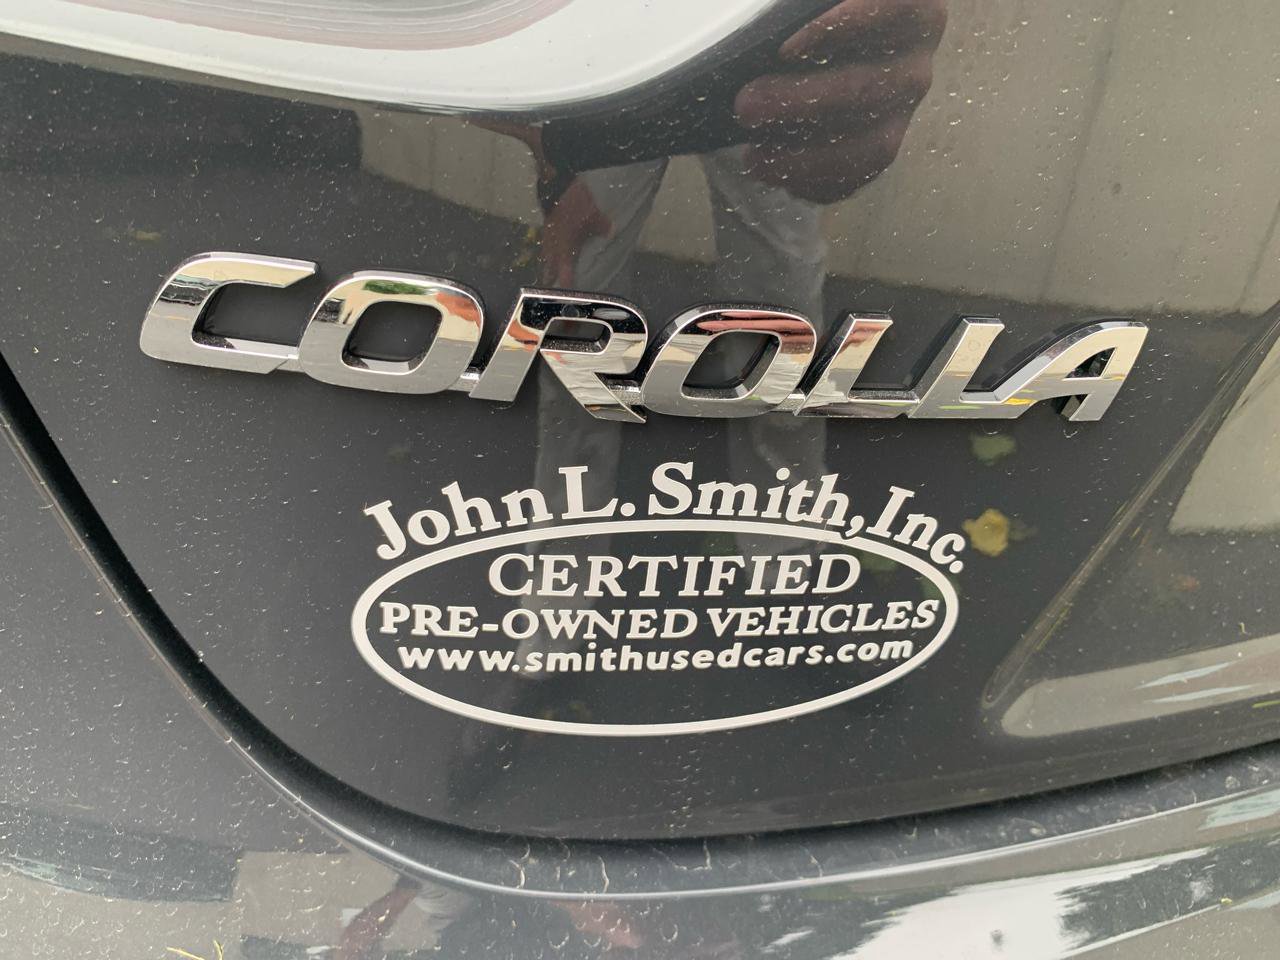 COROLLA
John L. Smith, Inc.
CERTIFIED
PRE-OWNED VEHICLES
www.smithusedcars.com